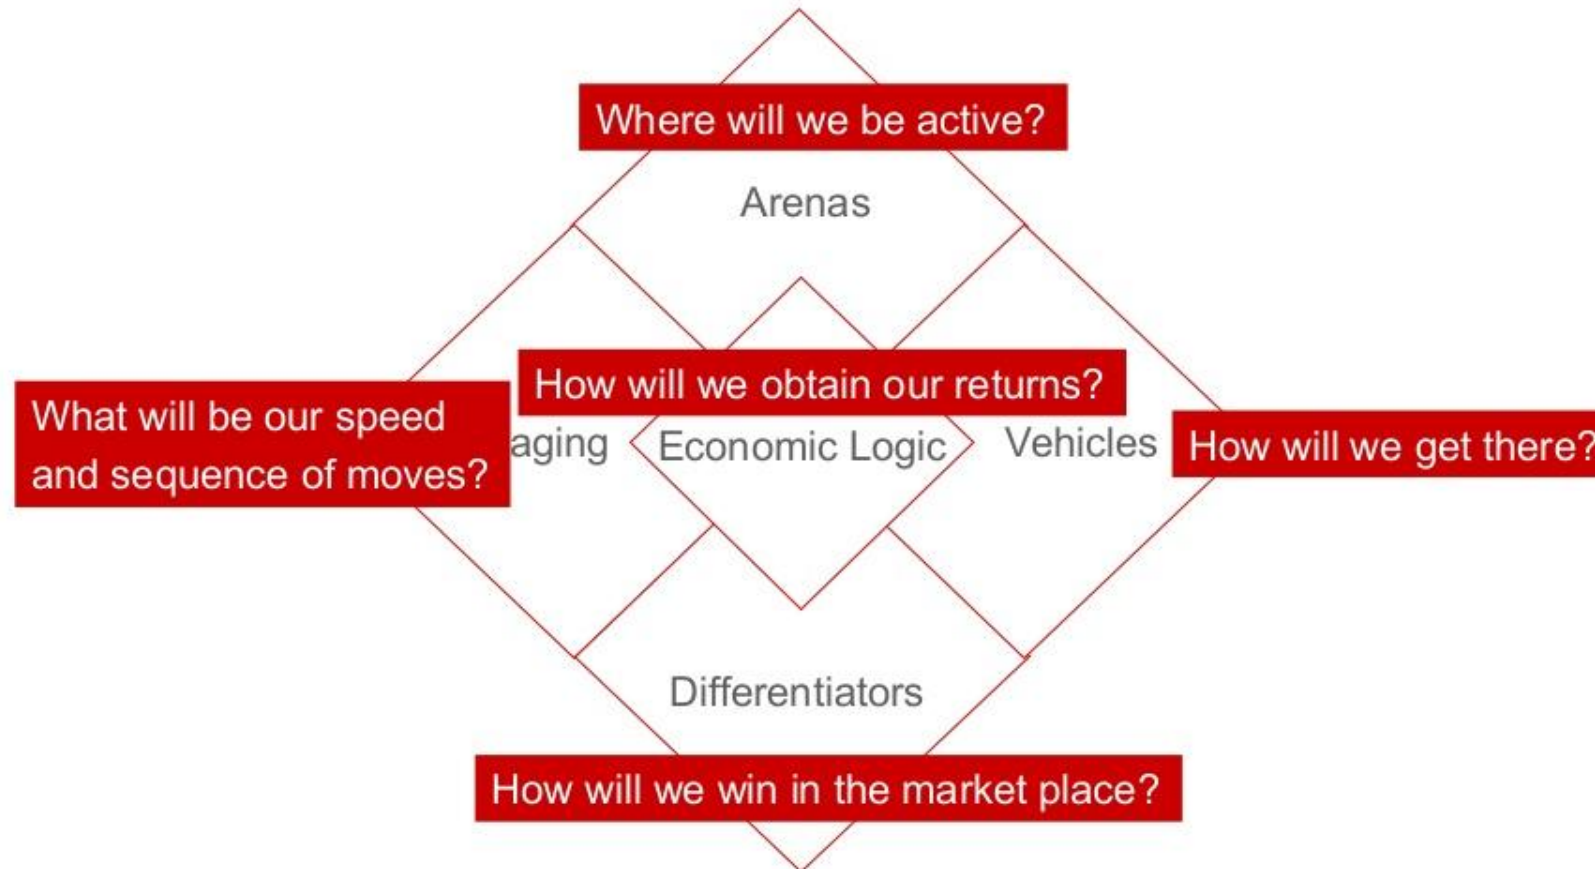 Where will we be active?
Arenas
How will we obtain our returns?
What will be our speed
and sequence of moves?
aging
Economic Logic
Vehicles
How will we get there?
Differentiators
How will we win in the market place?